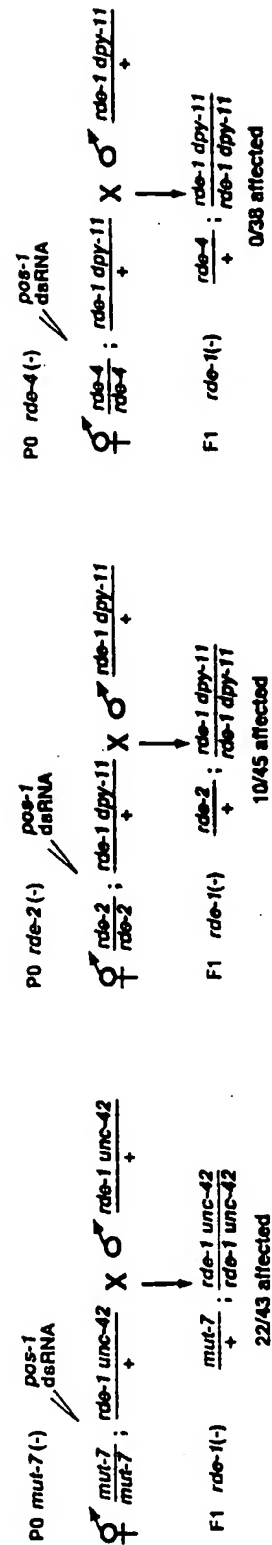 P0 mut-7 (-)
pos-1
dsRNA
mut-7
mut-7
;
rde-1 unc-42
+
X
rde-1 unc-42
+
F1 rde-1(-)
mut-7
+
;
rde-1 unc-42
rde-1 unc-42
22/43 affected
P0 rde-2 (-)
pos-1
dsRNA
rde-2
rde-2
;
rde-1 dpy-11
+
X
rde-1 dpy-11
+
F1 rde-1(-)
rde-2
+
;
rde-1 dpy-11
rde-1 dpy-11
10/45 affected
P0 rde-4 (-)
pos-1
dsRNA
rde-4
rde-4
;
rde-1 dpy-11
+
X
rde-1 dpy-11
+
F1 rde-1(-)
rde-4
+
;
rde-1 dpy-11
rde-1 dpy-11
0/38 affected